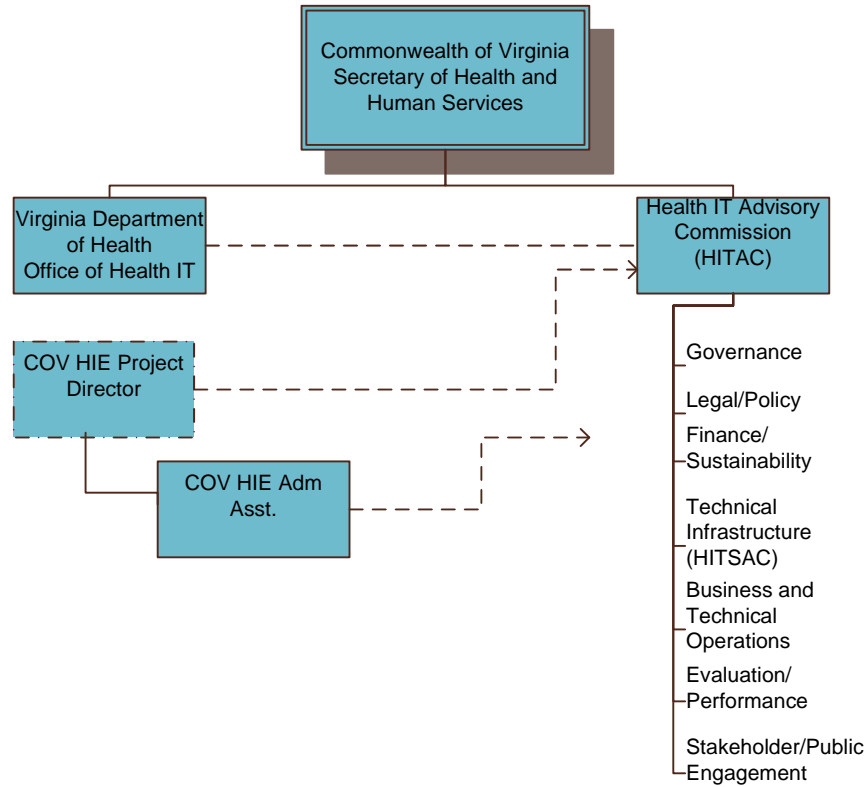 Commonwealth of Virginia
Secretary of Health and
Human Services
Virginia Department
of Health
Office of Health IT
Health IT Advisory
Commission
(HITAC)
COV HIE Project
Director
COV HIE Adm
Asst.
Governance
Legal/Policy
Finance/
Sustainability
Technical
Infrastructure
(HITSAC)
Business and
Technical
Operations
Evaluation/
Performance
Stakeholder/Public
Engagement